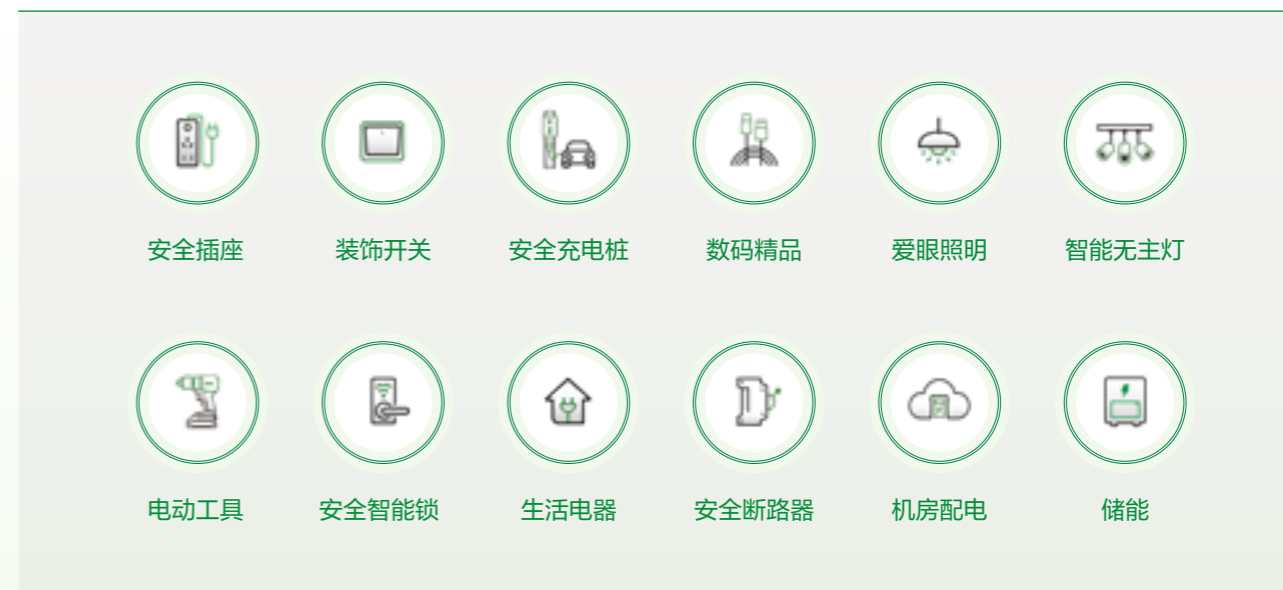 安全插座
装饰开关
安全充电桩
数码精品
爱眼照明
智能无主灯
电动工具
安全智能锁
生活电器
安全断路器
机房配电
储能